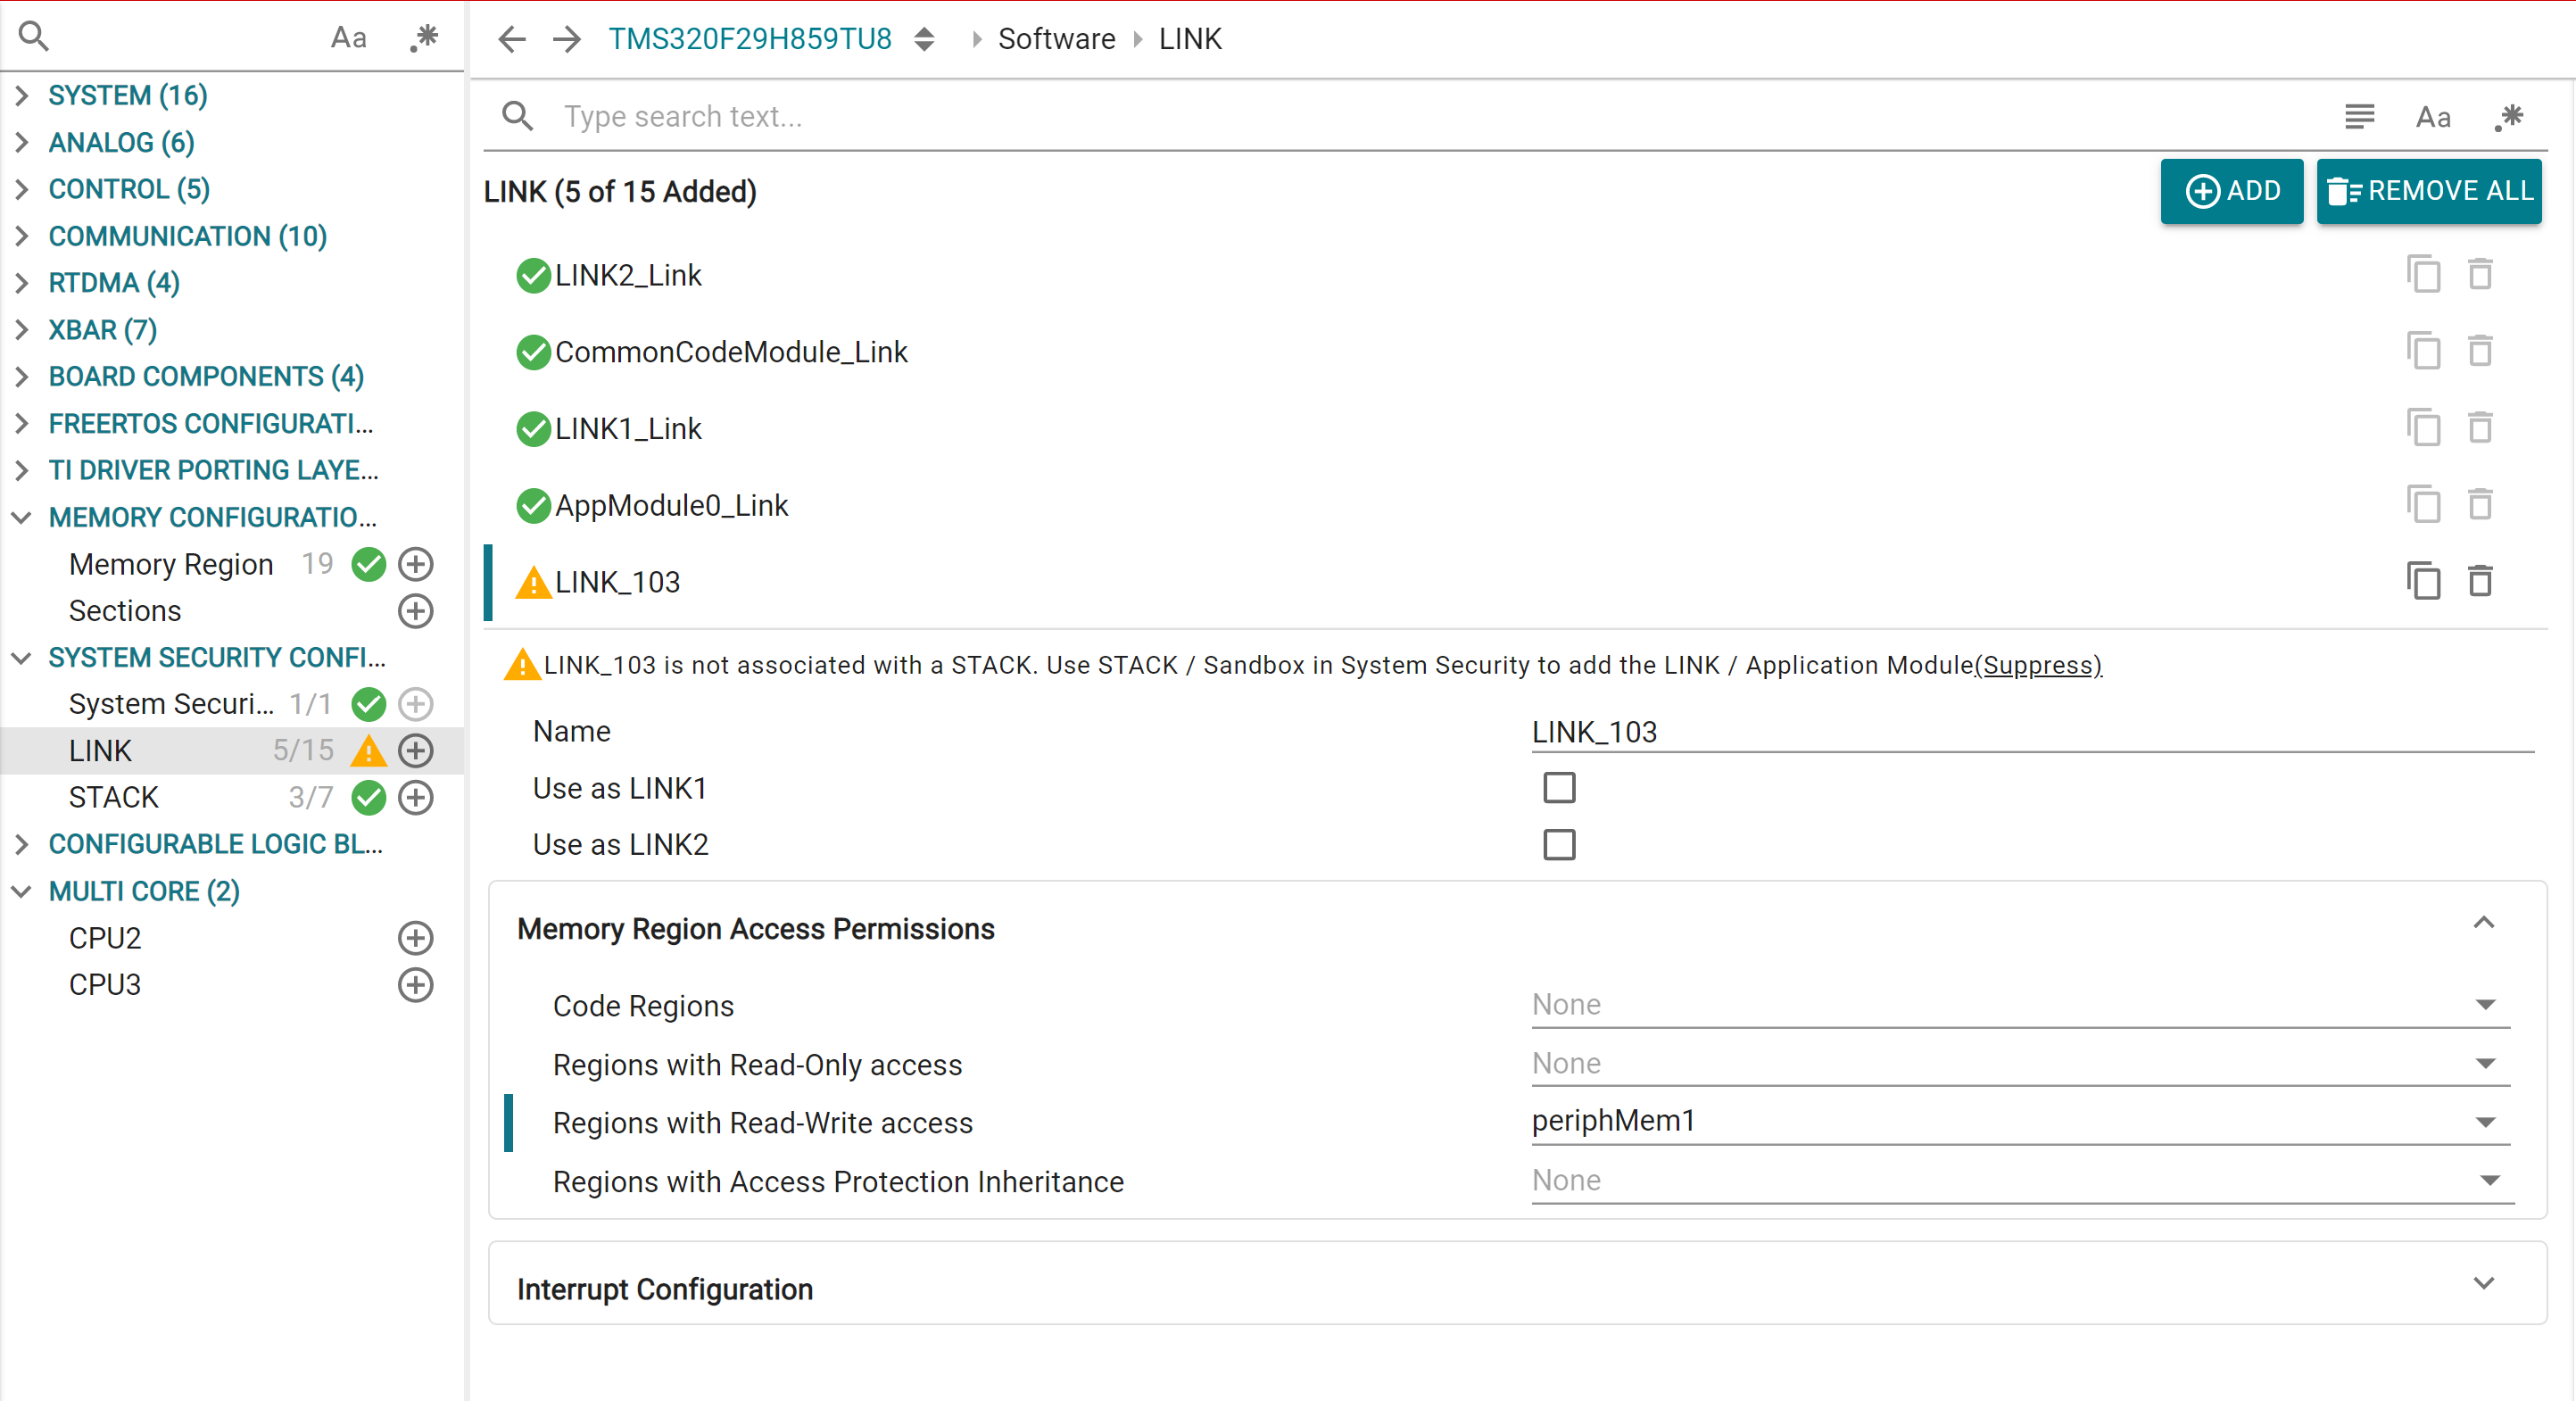 Aa .*
SYSTEM (16)
ANALOG (6)
CONTROL (5)
COMMUNICATION (10)
RTDMA (4)
XBAR (7)
BOARD COMPONENTS (4)
FREERTOS CONFIGURATI...
TI DRIVER PORTING LAYE...
MEMORY CONFIGURATIO...
Memory Region 19
Sections
SYSTEM SECURITY CONFI...
System Securi... 1/1
LINK 5/15
STACK 3/7
CONFIGURABLE LOGIC BL...
MULTI CORE (2)
CPU2
CPU3
TMS320F29H859TU8 Software LINK
Type search text... Aa .*
LINK (5 of 15 Added) ADD REMOVE ALL
LINK2_Link
CommonCodeModule_Link
LINK1_Link
AppModule0_Link
LINK_103
LINK_103 is not associated with a STACK. Use STACK / Sandbox in System Security to add the LINK / Application Module(Suppress)
Name LINK_103
Use as LINK1
Use as LINK2
Memory Region Access Permissions
Code Regions None
Regions with Read-Only access None
Regions with Read-Write access periphMem1
Regions with Access Protection Inheritance None
Interrupt Configuration